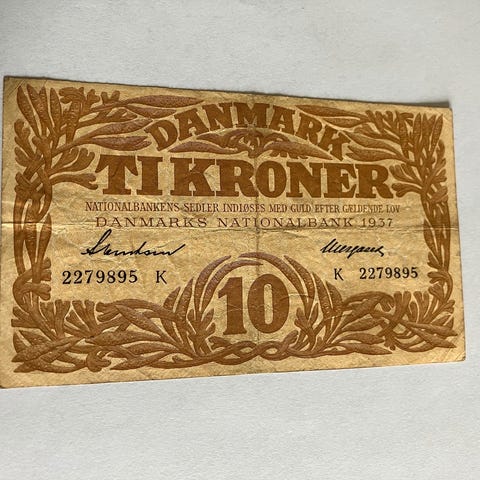 DANMARK
TI KRONER
NATIONALBANKENS SEDLER INDLØSES MED GULD EFTER GÆLDENDE LOV
DANMARKS NATIONALBANK 1937
2279895 K K 2279895
10